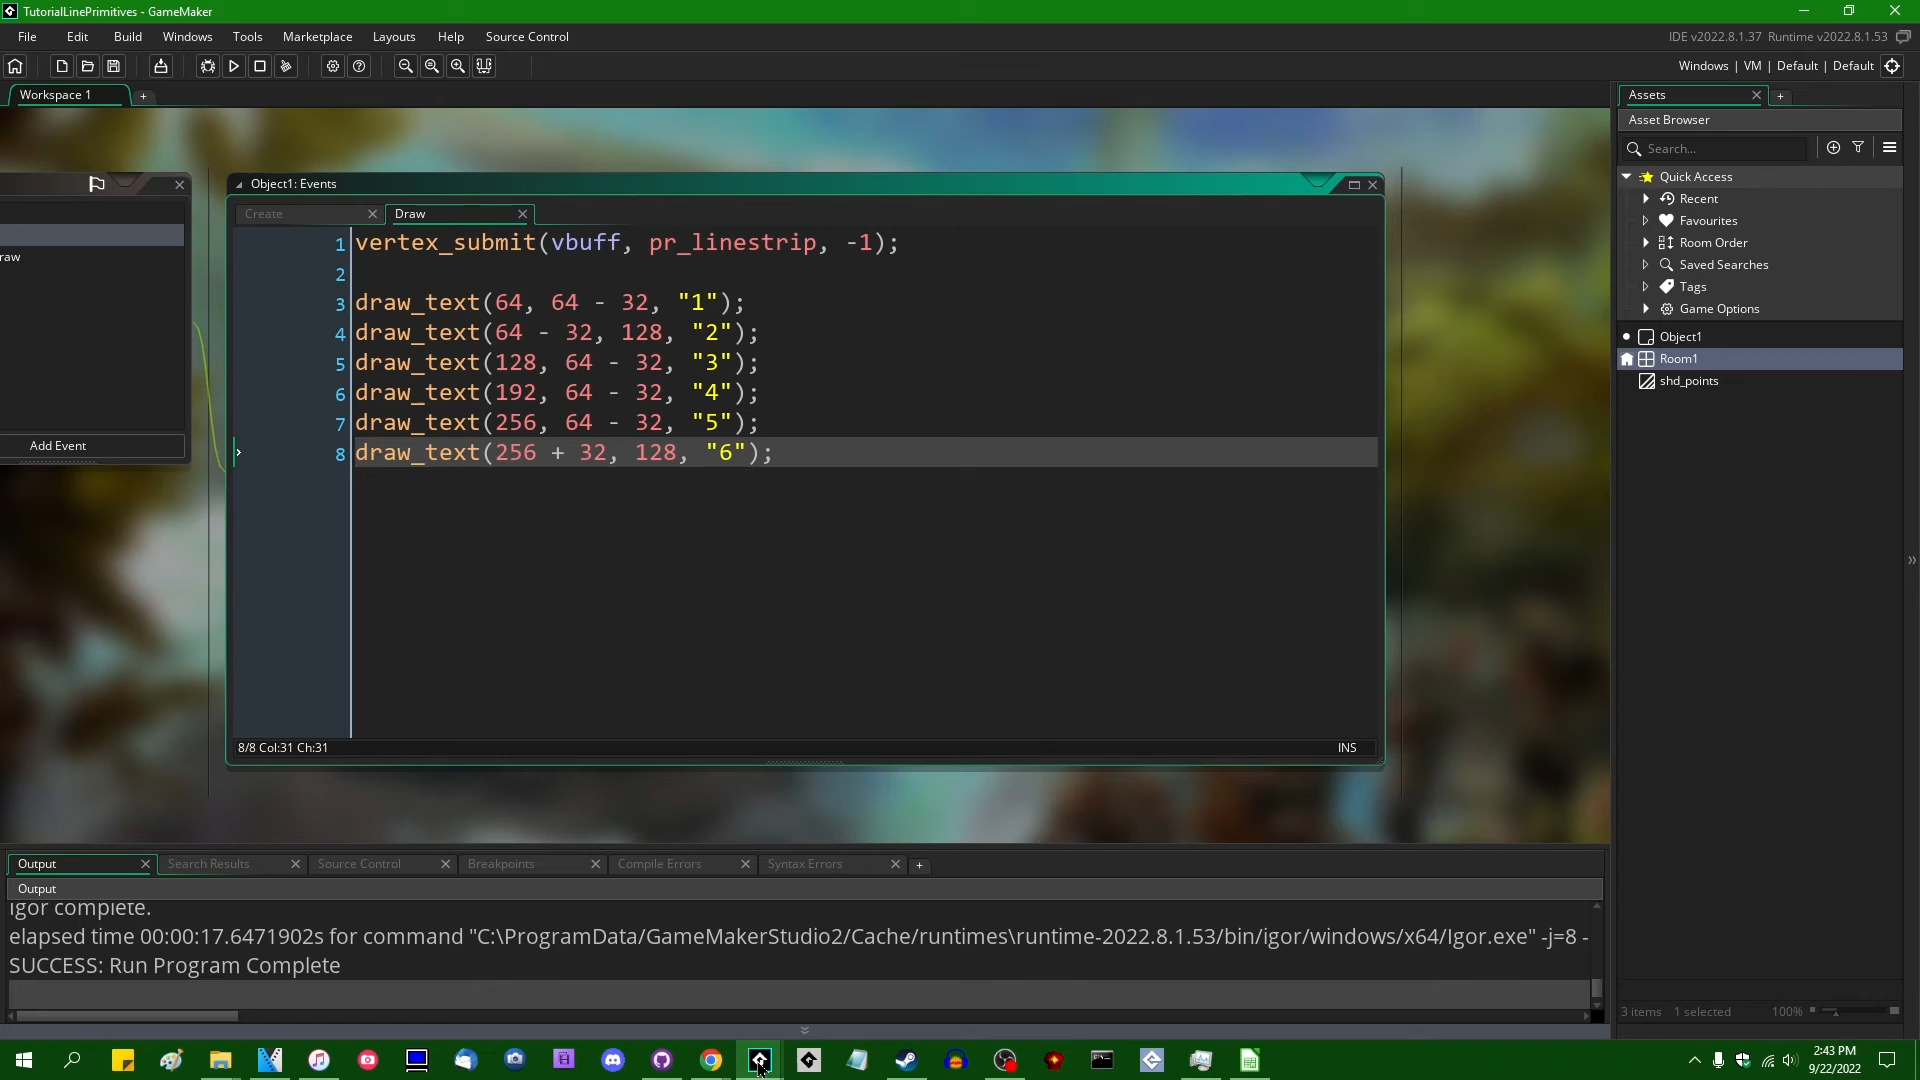 TutorialLinePrimitives - GameMaker
File Edit Build Windows Tools Marketplace Layouts Help Source Control
IDE v2022.8.1.37 Runtime v2022.8.1.53
Windows | VM | Default | Default
Workspace 1
Assets
Asset Browser
Search...
Quick Access
Recent
Favourites
Room Order
Saved Searches
Tags
Game Options
Object1
Room1
shd_points
3 items 1 selected 100%
raw
Add Event
Object1: Events
Create Draw
1 vertex_submit(vbuff, pr_linestrip, -1);
2
3 draw_text(64, 64 - 32, "1");
4 draw_text(64 - 32, 128, "2");
5 draw_text(128, 64 - 32, "3");
6 draw_text(192, 64 - 32, "4");
7 draw_text(256, 64 - 32, "5");
8 draw_text(256 + 32, 128, "6");
8/8 Col:31 Ch:31 INS
Output Search Results Source Control Breakpoints Compile Errors Syntax Errors
Output
Igor complete.
elapsed time 00:00:17.6471902s for command "C:\ProgramData/GameMakerStudio2/Cache/runtimes\runtime-2022.8.1.53/bin/igor/windows/x64/Igor.exe" -j=8 -
SUCCESS: Run Program Complete
2:43 PM
9/22/2022